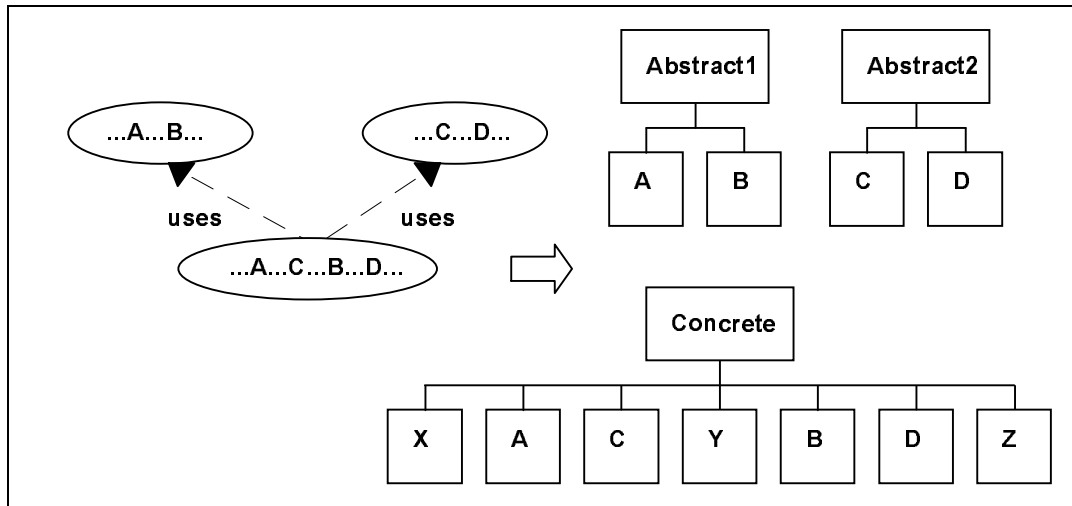 ...A...B...
...C...D...
uses
uses
...A...C...B...D...
Abstract1
Abstract2
A
B
C
D
Concrete
X
A
C
Y
B
D
Z